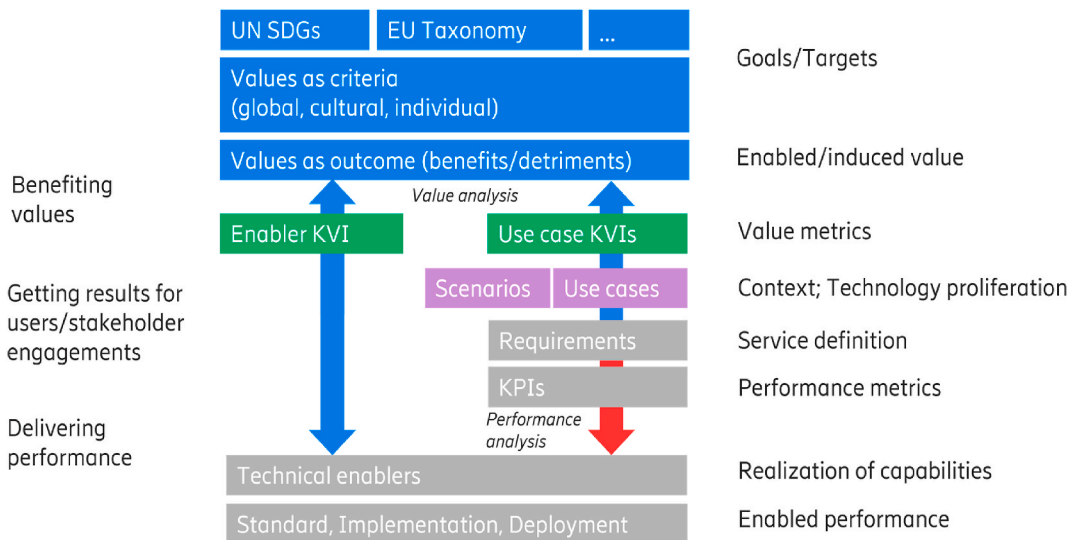 UN SDGs
EU Taxonomy
...
Goals/Targets
Values as criteria
(global, cultural, individual)
Values as outcome (benefits/detriments)
Enabled/induced value
Benefiting
values
Value analysis
Enabler KVI
Use case KVIs
Value metrics
Getting results for
users/stakeholder
engagements
Scenarios
Use cases
Context; Technology proliferation
Requirements
Service definition
KPIs
Performance metrics
Delivering
performance
Performance
analysis
Technical enablers
Realization of capabilities
Standard, Implementation, Deployment
Enabled performance